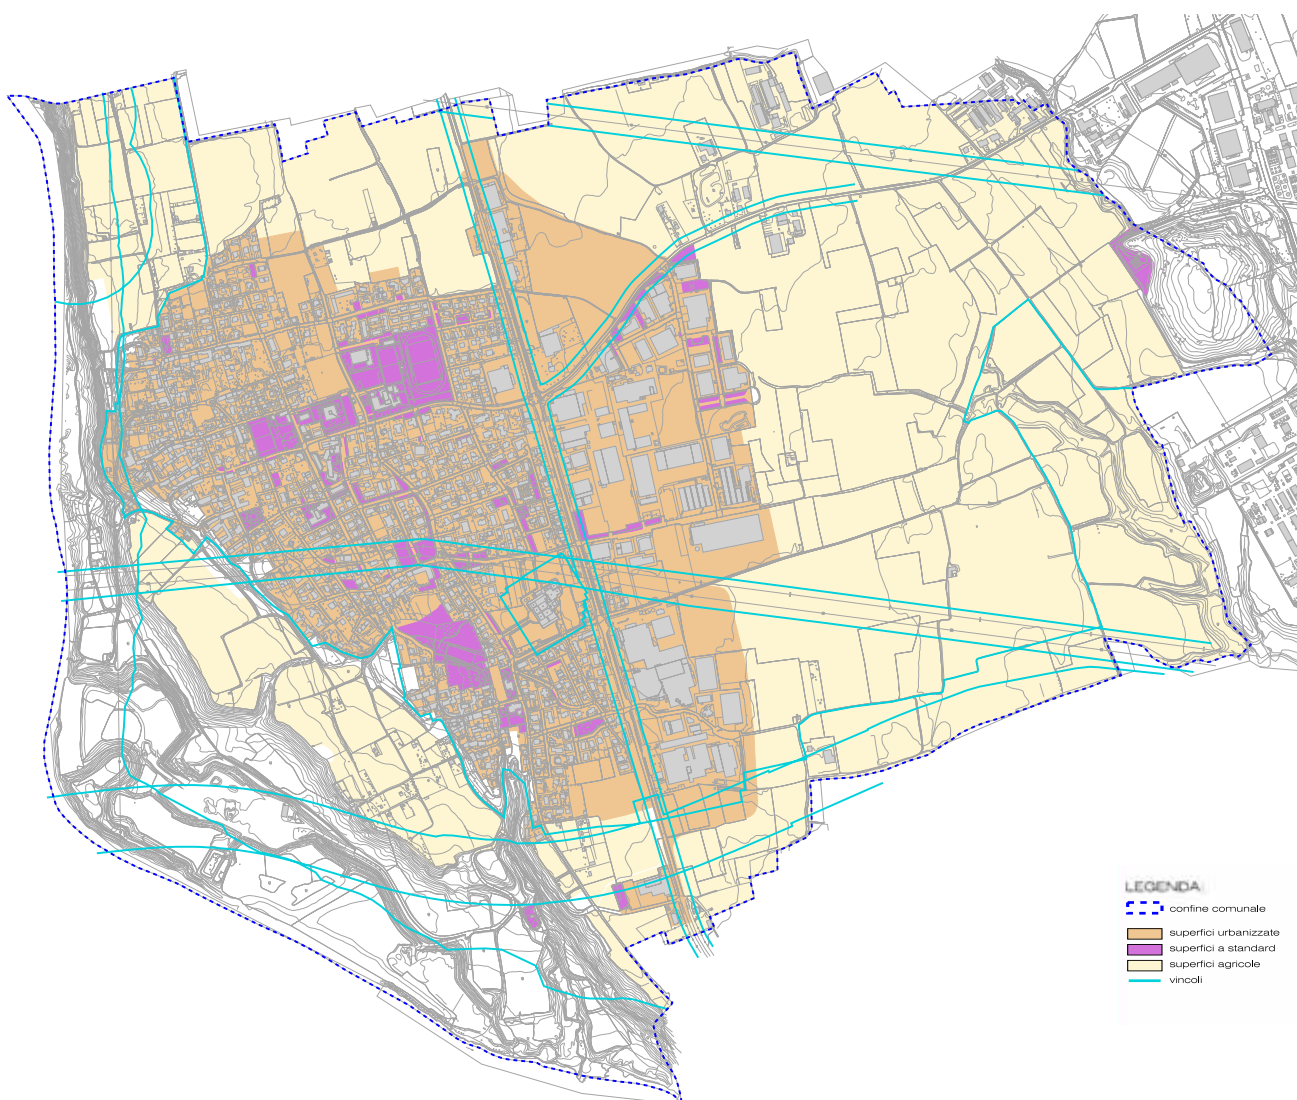 LEGENDA
confine comunale
superfici urbanizzate
superfici a standard
superfici agricole
vincoli